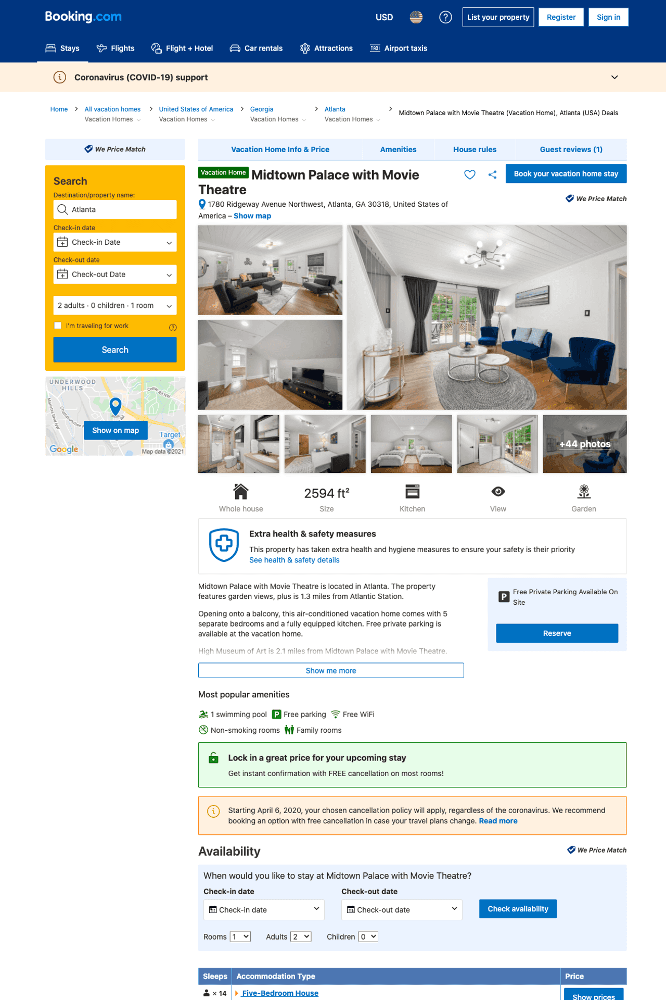 Booking.com
USD
List your property
Register
Sign in
Stays
Flights
Flight + Hotel
Car rentals
Attractions
TAXI
Airport taxis
Coronavirus (COVID-19) support
Home
All vacation homes
Vacation Homes
United States of America
Vacation Homes
Georgia
Vacation Homes
Atlanta
Vacation Homes
Midtown Palace with Movie Theatre (Vacation Home), Atlanta (USA) Deals
We Price Match
Search
Destination/property name:
Atlanta
Check-in date
Check-in Date
Check-out date
Check-out Date
2 adults · 0 children · 1 room
I'm traveling for work
Search
UNDERWOOD
HILLS
Collier Rd NW
Marietta Blvd NW
Chattahoochee
Rd
Show on map
Target
Google
Map data ©2021
Vacation Home Info & Price
Amenities
House rules
Guest reviews (1)
Vacation Home Midtown Palace with Movie
Theatre
Book your vacation home stay
We Price Match
1780 Ridgeway Avenue Northwest, Atlanta, GA 30318, United States of
America – Show map
+44 photos
Whole house
2594 ft²
Size
Kitchen
View
Garden
Extra health & safety measures
This property has taken extra health and hygiene measures to ensure your safety is their priority
See health & safety details
Midtown Palace with Movie Theatre is located in Atlanta. The property
features garden views, plus is 1.3 miles from Atlantic Station.
Opening onto a balcony, this air-conditioned vacation home comes with 5
separate bedrooms and a fully equipped kitchen. Free private parking is
available at the vacation home.
High Museum of Art is 2.1 miles from Midtown Palace with Movie Theatre.
Show me more
P Free Private Parking Available On
Site
Reserve
Most popular amenities
1 swimming pool
P Free parking
Free WiFi
Non-smoking rooms
Family rooms
Lock in a great price for your upcoming stay
Get instant confirmation with FREE cancellation on most rooms!
Starting April 6, 2020, your chosen cancellation policy will apply, regardless of the coronavirus. We recommend
booking an option with free cancellation in case your travel plans change. Read more
Availability
We Price Match
When would you like to stay at Midtown Palace with Movie Theatre?
Check-in date
Check-out date
Check-in date
Check-out date
Check availability
Rooms 1
Adults 2
Children 0
Sleeps
Accommodation Type
Price
× 14
Five-Bedroom House
Show prices